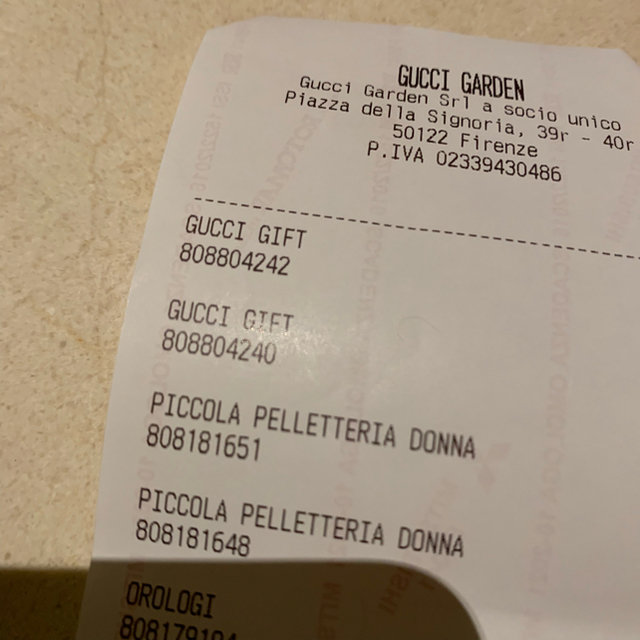 GUCCI GARDEN
Gucci Garden Srl a socio unico
Piazza della Signoria, 39r - 40r
50122 Firenze
P.IVA 02339430486
GUCCI GIFT
808804242
GUCCI GIFT
808804240
PICCOLA PELLETTERIA DONNA
808181651
PICCOLA PELLETTERIA DONNA
808181648
OROLOGI